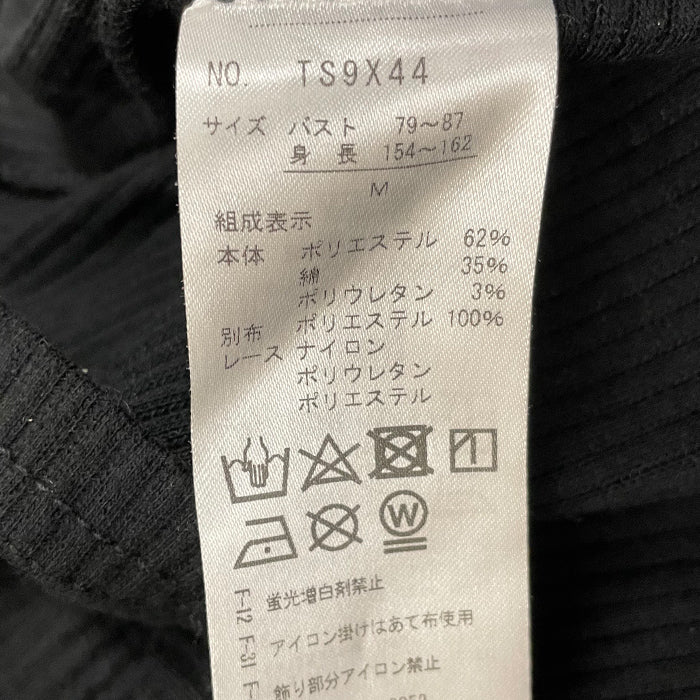 NO. TS9X44
サイズ バスト 79～87
身長 154～162
M
組成表示
本体 ポリエステル 62%
綿 35%
ポリウレタン 3%
別布 ポリエステル 100%
レース ナイロン
ポリウレタン
ポリエステル
W
F-12 蛍光増白剤禁止
F-31 アイロン掛けはあて布使用
F- 飾り部分アイロン禁止